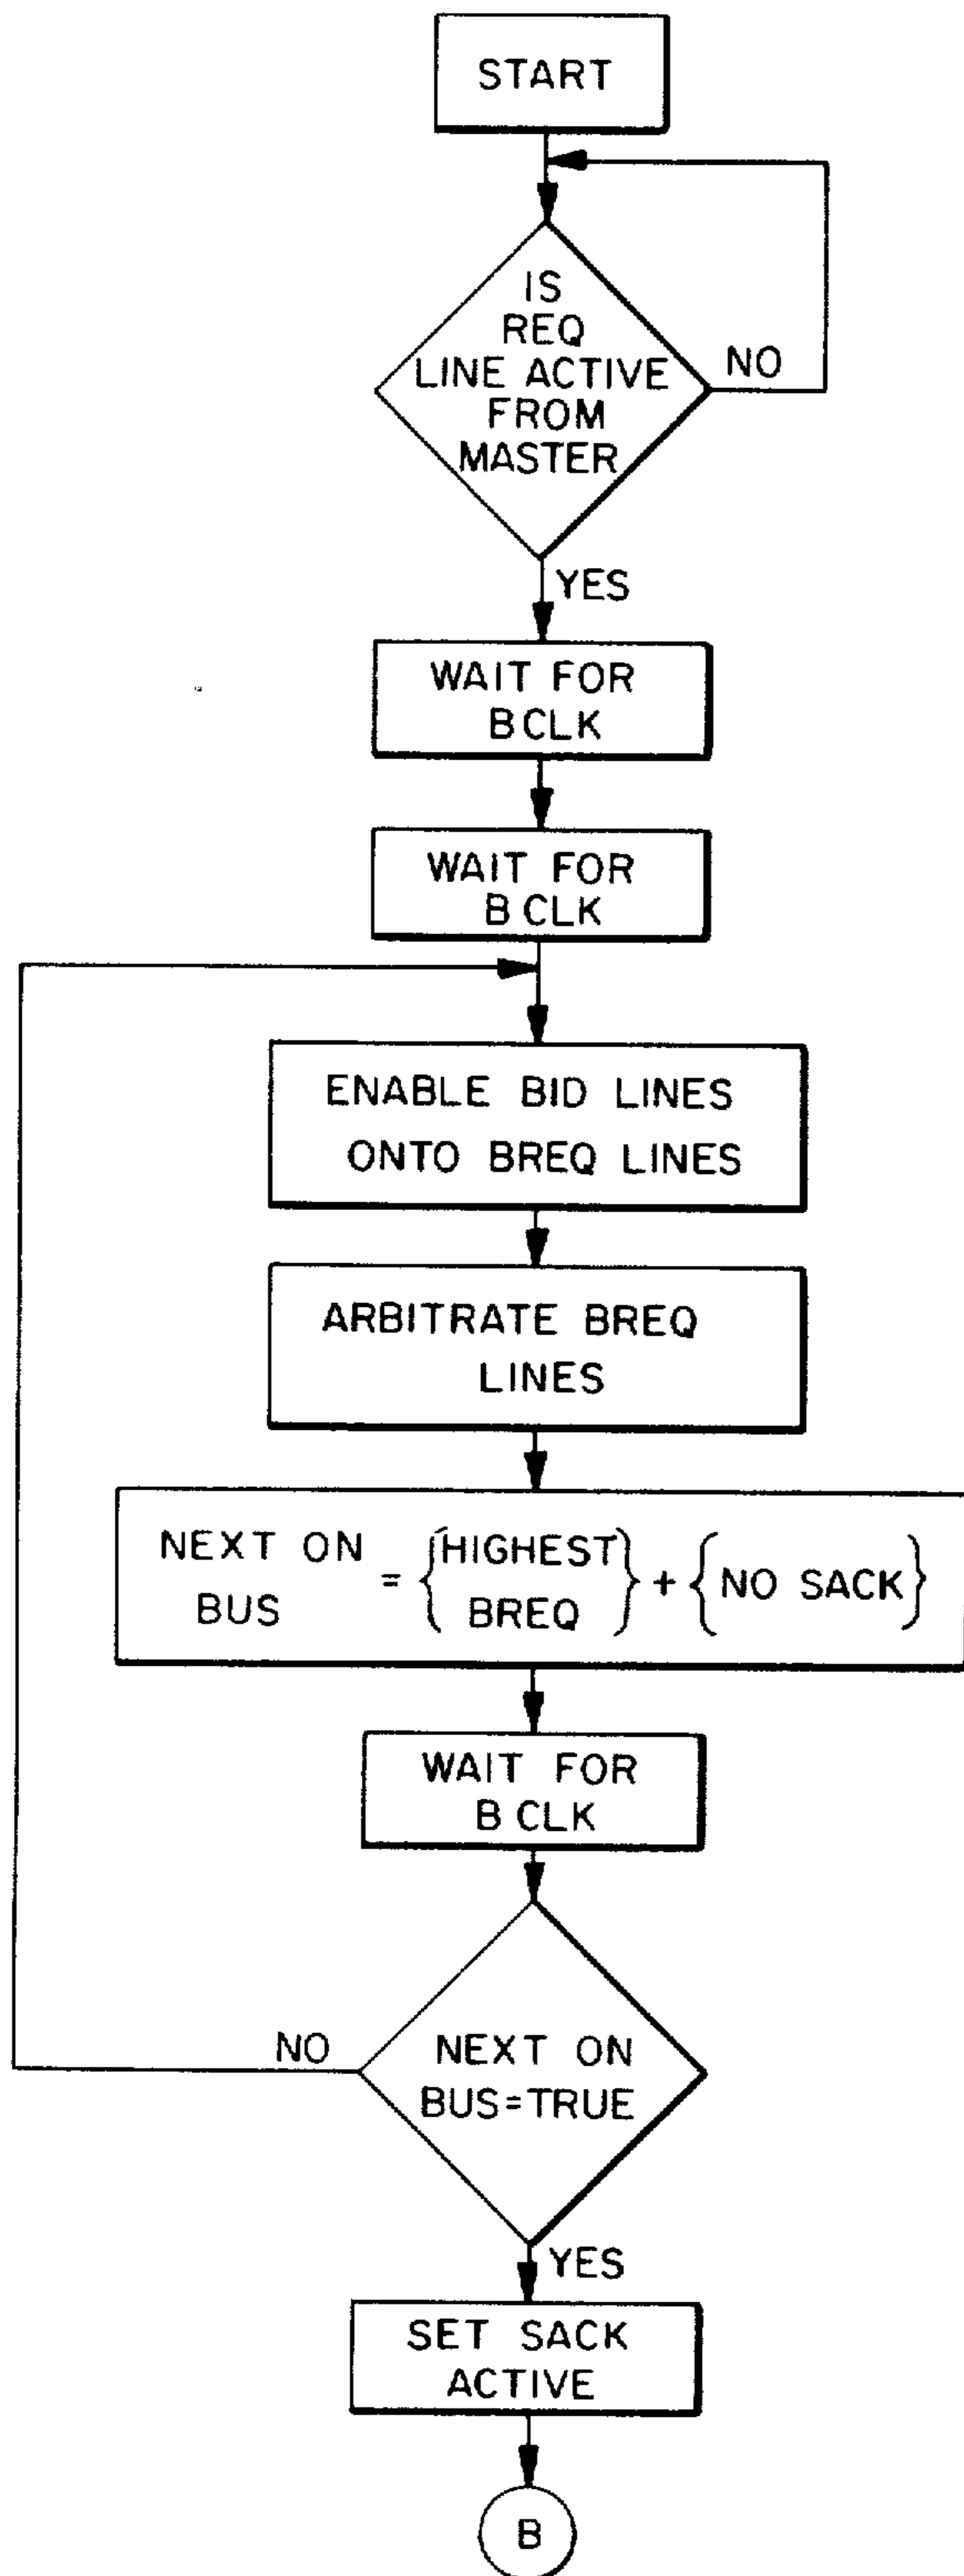 START
IS
REQ
LINE ACTIVE
FROM
MASTER
NO
YES
WAIT FOR
BCLK
WAIT FOR
BCLK
ENABLE BID LINES
ONTO BREQ LINES
ARBITRATE BREQ
LINES
NEXT ON
BUS = {HIGHEST
BREQ} + {NO SACK}
WAIT FOR
BCLK
NEXT ON
BUS=TRUE
NO
YES
SET SACK
ACTIVE
B